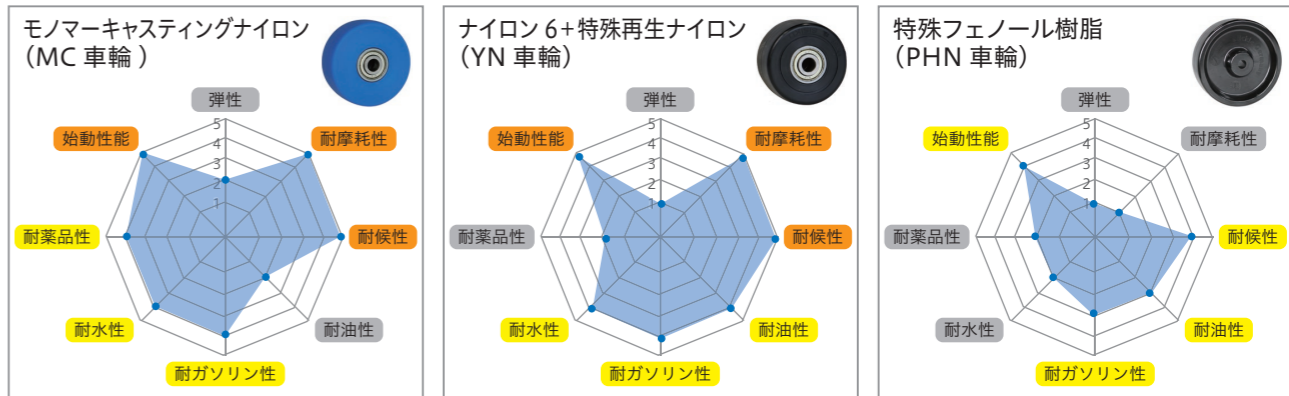 モノマーキャスティングナイロン
（MC 車輪 ）
弾性
始動性能
耐摩耗性
5
4
3
2
1
耐薬品性
耐候性
耐水性
耐油性
耐ガソリン性
ナイロン 6＋特殊再生ナイロン
（YN 車輪）
弾性
始動性能
耐摩耗性
5
4
3
2
1
耐薬品性
耐候性
耐水性
耐油性
耐ガソリン性
特殊フェノール樹脂
（PHN 車輪）
弾性
始動性能
耐摩耗性
5
4
3
2
1
耐薬品性
耐候性
耐水性
耐油性
耐ガソリン性